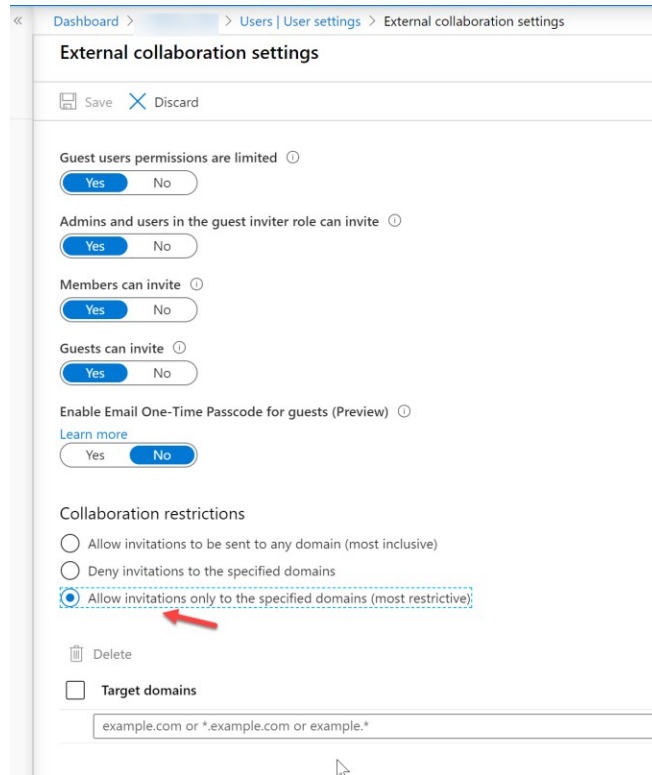 « Dashboard > > Users | User settings > External collaboration settings
External collaboration settings
Save Discard
Guest users permissions are limited
Yes No
Admins and users in the guest inviter role can invite
Yes No
Members can invite
Yes No
Guests can invite
Yes No
Enable Email One-Time Passcode for guests (Preview)
Learn more
Yes No
Collaboration restrictions
Allow invitations to be sent to any domain (most inclusive)
Deny invitations to the specified domains
Allow invitations only to the specified domains (most restrictive)
Delete
Target domains
example.com or *.example.com or example.*